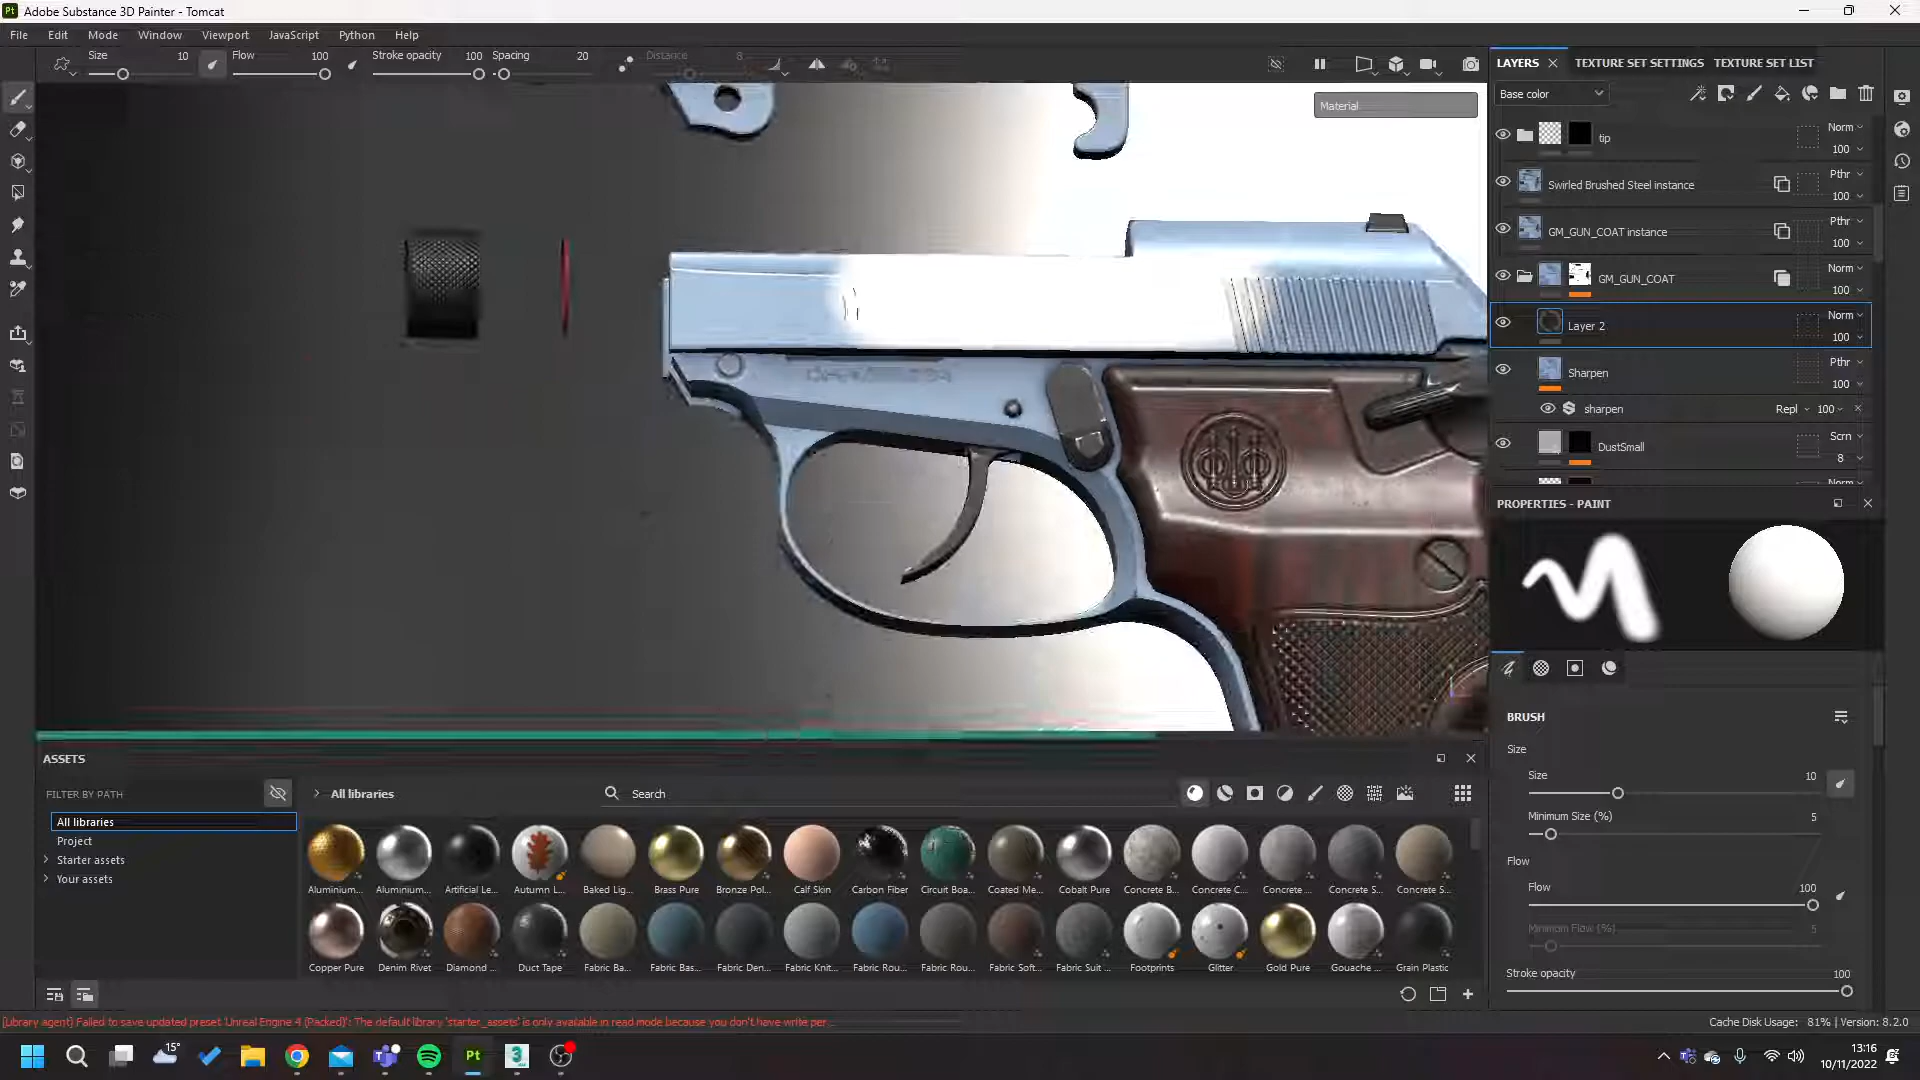 Adobe Substance 3D Painter - Tomcat
File Edit Mode Window Viewport JavaScript Python Help
Size 10 Flow 100 Stroke opacity 100 Spacing 20 Distance 8
Material
LAYERS TEXTURE SET SETTINGS TEXTURE SET LIST
Base color
tip Norm 100
Swirled Brushed Steel instance Pthr 100
GM_GUN_COAT instance Pthr 100
GM_GUN_COAT Norm 100
Layer 2 Norm 100
Sharpen Pthr 100
sharpen Repl 100
DustSmall Scrn 8
Norm
PROPERTIES - PAINT
BRUSH
Size
Size 10
Minimum Size (%) 5
Flow
Flow 100
Minimum Flow (%) 5
Stroke opacity 100
ASSETS
FILTER BY PATH
All libraries
Search
All libraries
Project
Starter assets
Your assets
Aluminium... Aluminium... Artificial Le... Autumn L... Baked Lig... Brass Pure Bronze Pol... Calf Skin Carbon Fiber Circuit Boa... Coated Me... Cobalt Pure Concrete B... Concrete C... Concrete ... Concrete S... Concrete S...
Copper Pure Denim Rivet Diamond ... Duct Tape Fabric Ba... Fabric Bas... Fabric Den... Fabric Knit... Fabric Rou... Fabric Rou... Fabric Soft... Fabric Suit ... Footprints Glitter Gold Pure Gouache ... Grain Plastic
[Library agent] Failed to save updated preset 'Unreal Engine 4 (Packed)': The default library 'starter_assets' is only available in read mode because you don't have write per...
Cache Disk Usage: 81% | Version: 8.2.0
15°
13:16
10/11/2022